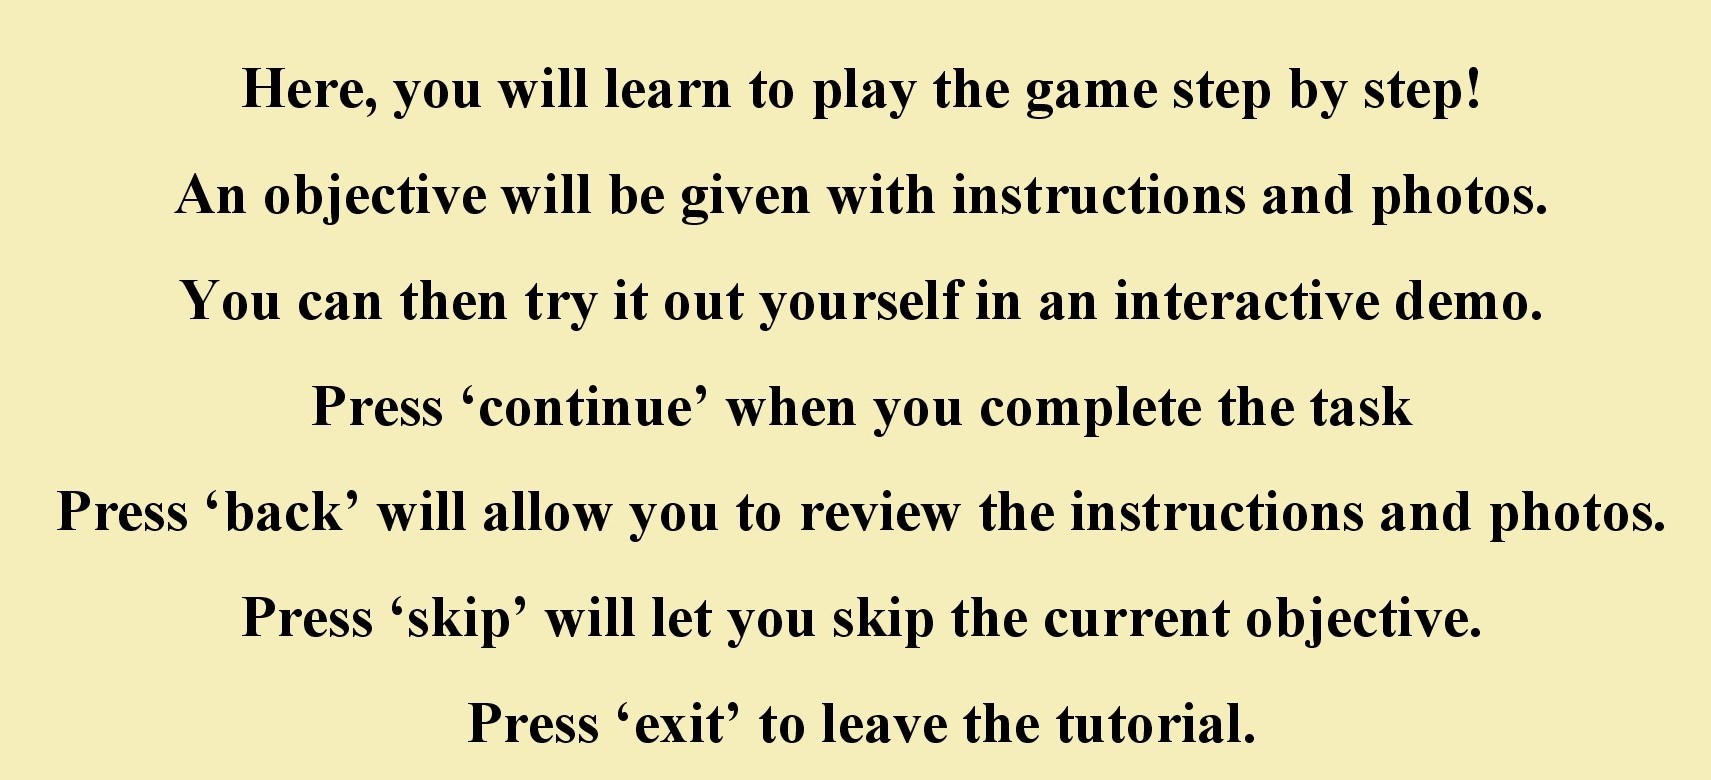 Here, you will learn to play the game step by step!
An objective will be given with instructions and photos.
You can then try it out yourself in an interactive demo.
Press ‘continue’ when you complete the task
Press ‘back’ will allow you to review the instructions and photos.
Press ‘skip’ will let you skip the current objective.
Press ‘exit’ to leave the tutorial.